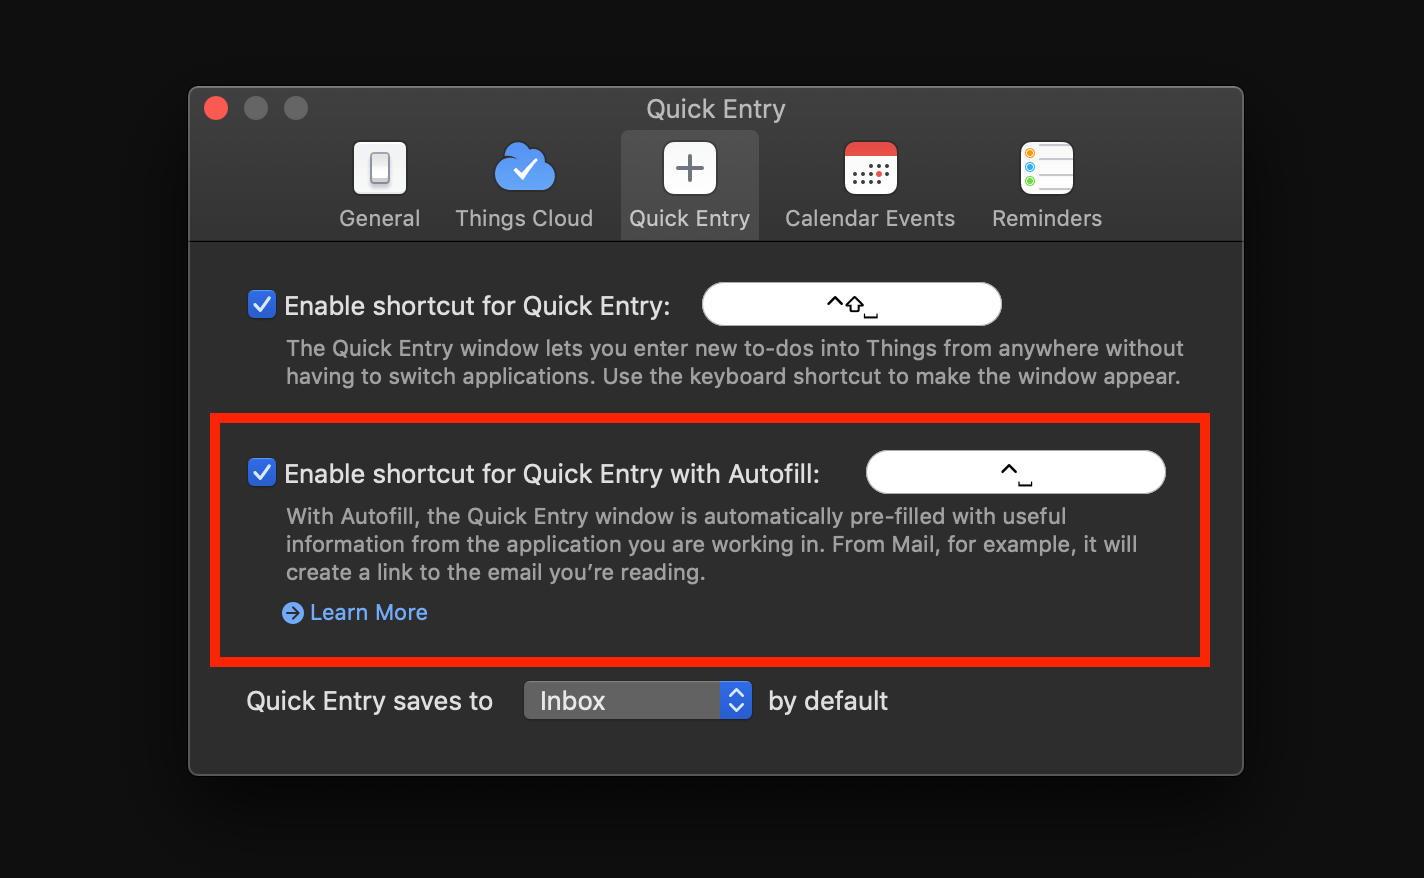 Quick Entry
General
Things Cloud
Quick Entry
Calendar Events
Reminders
Enable shortcut for Quick Entry:
⌃⇧␣
The Quick Entry window lets you enter new to-dos into Things from anywhere without
having to switch applications. Use the keyboard shortcut to make the window appear.
Enable shortcut for Quick Entry with Autofill:
⌃␣
With Autofill, the Quick Entry window is automatically pre-filled with useful
information from the application you are working in. From Mail, for example, it will
create a link to the email you’re reading.
Learn More
Quick Entry saves to
Inbox
by default